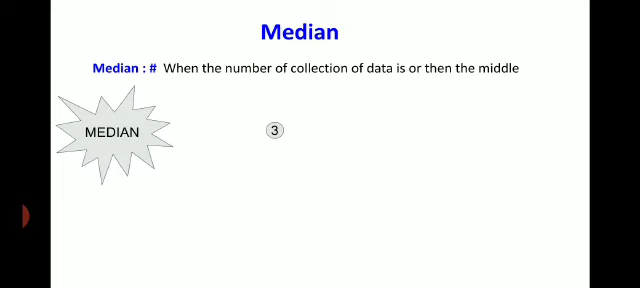 Median
Median : # When the number of collection of data is or then the middle
MEDIAN
3